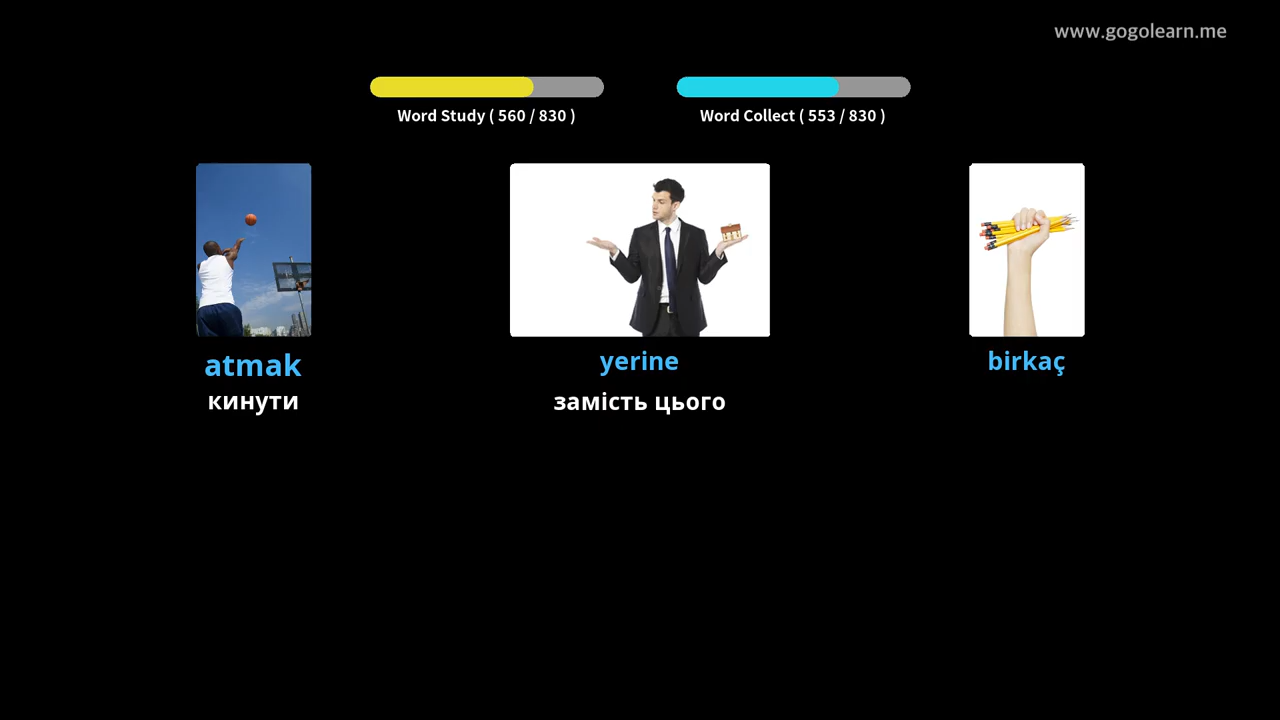 www.gogolearn.me
Word Study ( 560 / 830 )
Word Collect ( 553 / 830 )
atmak
кинути
yerine
замість цього
birkaç